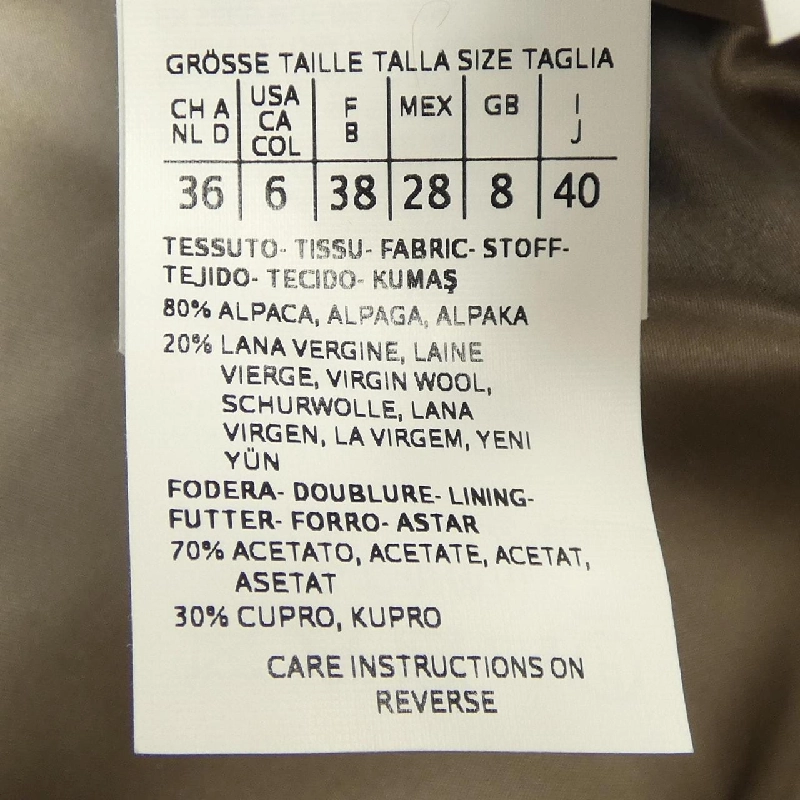 GRÖSSE TAILLE TALLA SIZE TAGLIA
CH A NL D | USA CA COL | F B | MEX | GB | I J
36 | 6 | 38 | 28 | 8 | 40
TESSUTO- TISSU- FABRIC- STOFF-
TEJIDO- TECIDO- KUMAŞ
80% ALPACA, ALPAGA, ALPAKA
20% LANA VERGINE, LAINE
VIERGE, VIRGIN WOOL,
SCHURWOLLE, LANA
VIRGEN, LA VIRGEM, YENI
YÜN
FODERA- DOUBLURE- LINING-
FUTTER- FORRO- ASTAR
70% ACETATO, ACETATE, ACETAT,
ASETAT
30% CUPRO, KUPRO
CARE INSTRUCTIONS ON
REVERSE